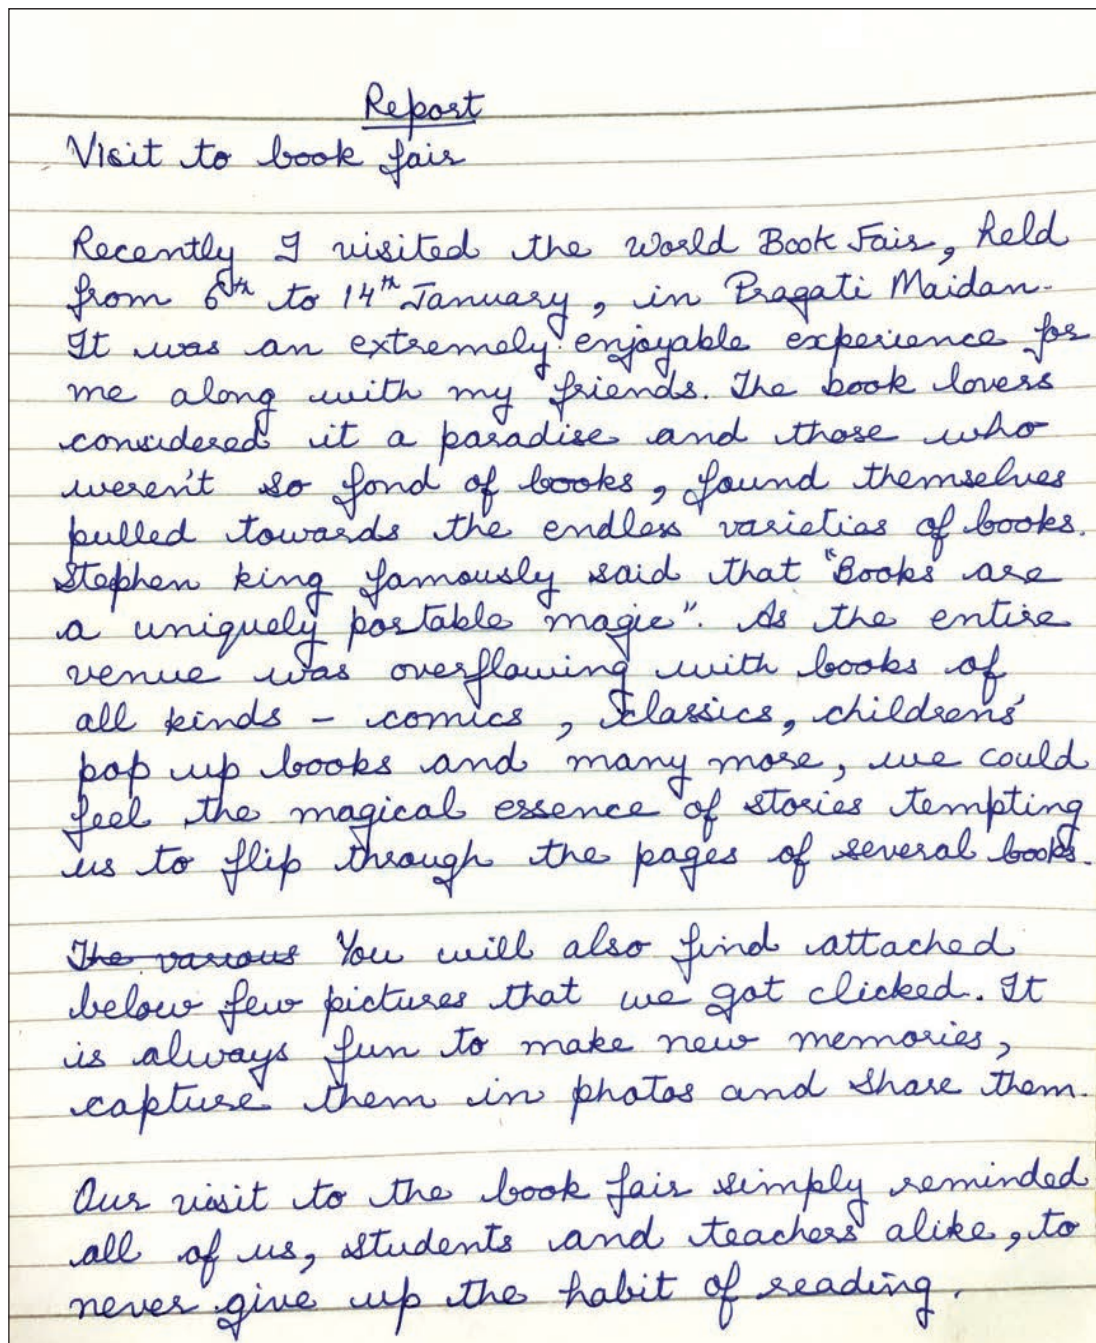 Report
Visit to book fair
Recently I visited the World Book Fair, held
from 6th to 14th January, in Pragati Maidan.
It was an extremely enjoyable experience for
me along with my friends. The book lovers
considered it a paradise and those who
weren't so fond of books, found themselves
pulled towards the endless varieties of books.
Stephen king famously said that "Books are
a uniquely portable magic". As the entire
venue was overflowing with books of
all kinds - comics, classics, childrens'
pop up books and many more, we could
feel the magical essence of stories tempting
us to flip through the pages of several books.
The various You will also find attached
below few pictures that we got clicked. It
is always fun to make new memories,
capture them in photos and share them.
Our visit to the book fair simply reminded
all of us, students and teachers alike, to
never give up the habit of reading.